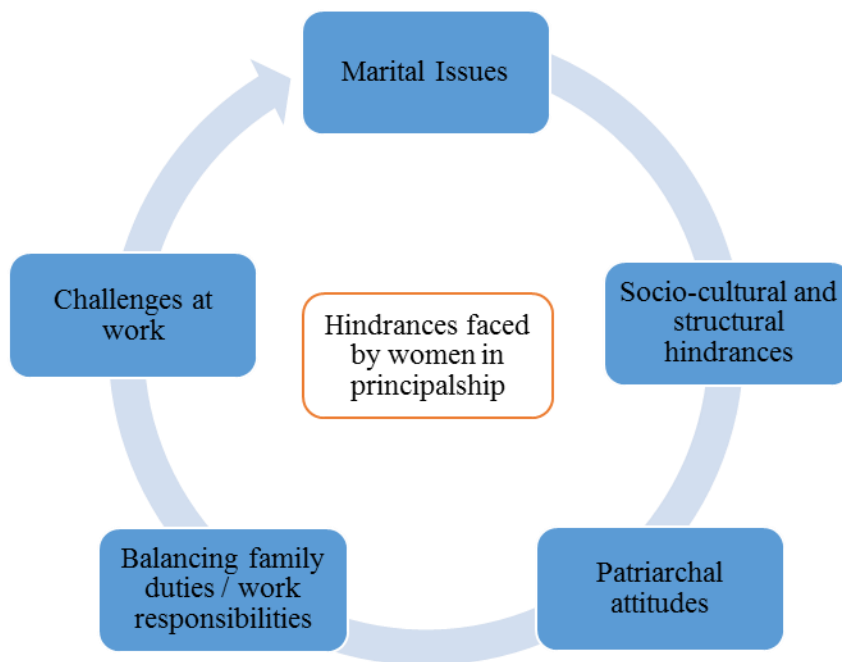 Marital Issues
Socio-cultural and
structural
hindrances
Patriarchal
attitudes
Balancing family
duties / work
responsibilities
Challenges at
work
Hindrances faced
by women in
principalship